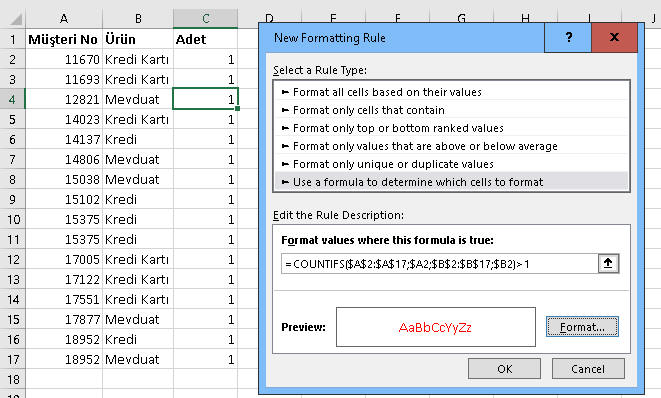 A B C D E F G H I J
1 Müşteri No Ürün Adet
2 11670 Kredi Kartı 1
3 11693 Kredi Kartı 1
4 12821 Mevduat 1
5 14023 Kredi Kartı 1
6 14137 Kredi 1
7 14806 Mevduat 1
8 15038 Mevduat 1
9 15102 Kredi 1
10 15375 Kredi 1
11 15375 Kredi 1
12 17005 Kredi Kartı 1
13 17122 Kredi Kartı 1
14 17551 Kredi Kartı 1
15 17877 Mevduat 1
16 18952 Kredi 1
17 18952 Mevduat 1
18
New Formatting Rule ? X
Select a Rule Type:
► Format all cells based on their values
► Format only cells that contain
► Format only top or bottom ranked values
► Format only values that are above or below average
► Format only unique or duplicate values
► Use a formula to determine which cells to format
Edit the Rule Description:
Format values where this formula is true:
=COUNTIFS($A$2:$A$17;$A2;$B$2:$B$17;$B2)>1
Preview: AaBbCcYyZz Format...
OK Cancel